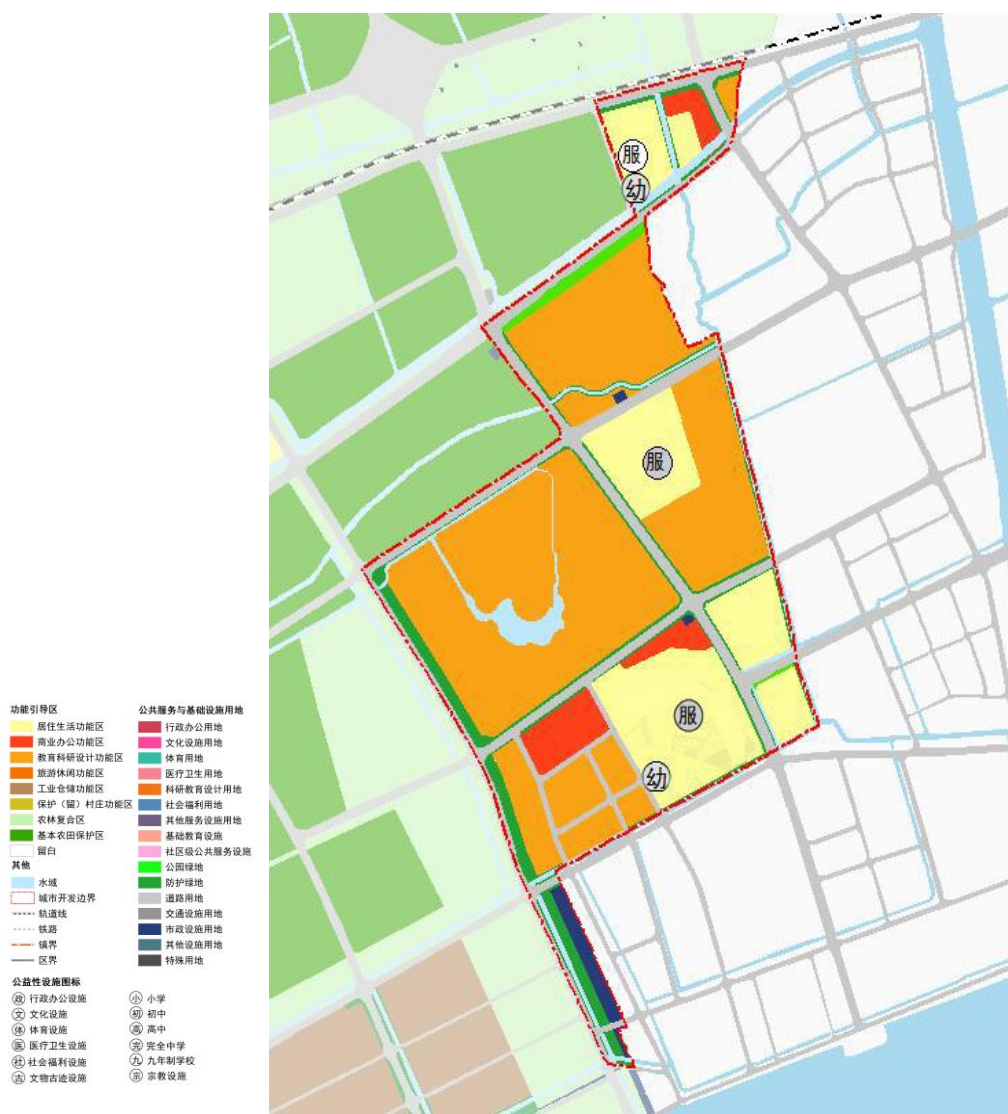 服
幼
服
服
幼
功能引导区
居住生活功能区
商业办公功能区
教育科研设计功能区
旅游休闲功能区
工业仓储功能区
保护（留）村庄功能区
农林复合区
基本农田保护区
留白
其他
水域
城市开发边界
轨道线
铁路
镇界
区界
公共服务与基础设施用地
行政办公用地
文化设施用地
体育用地
医疗卫生用地
科研教育设计用地
社会福利用地
其他服务设施用地
基础教育设施
社区级公共服务设施
公园绿地
防护绿地
道路用地
交通设施用地
市政设施用地
其他设施用地
特殊用地
公益性设施图标
政 行政办公设施
文 文化设施
体 体育设施
医 医疗卫生设施
社 社会福利设施
古 文物古迹设施
小 小学
初 初中
高 高中
完 完全中学
九 九年制学校
宗 宗教设施